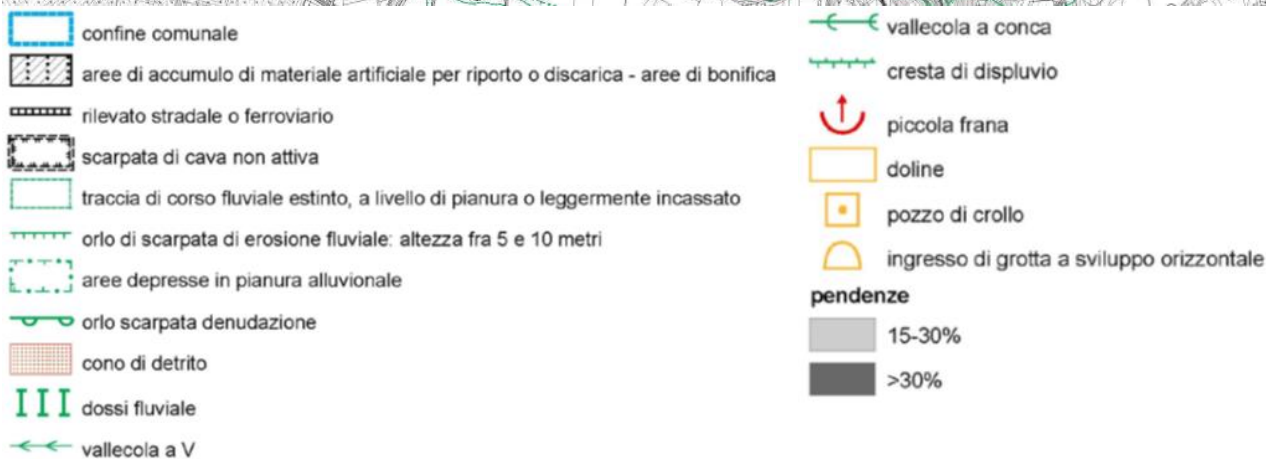 confine comunale
aree di accumulo di materiale artificiale per riporto o discarica - aree di bonifica
rilevato stradale o ferroviario
scarpata di cava non attiva
traccia di corso fluviale estinto, a livello di pianura o leggermente incassato
orlo di scarpata di erosione fluviale: altezza fra 5 e 10 metri
aree depresse in pianura alluvionale
orlo scarpata denudazione
cono di detrito
dossi fluviale
vallecola a V
vallecola a conca
cresta di displuvio
piccola frana
doline
pozzo di crollo
ingresso di grotta a sviluppo orizzontale
pendenze
15-30%
>30%